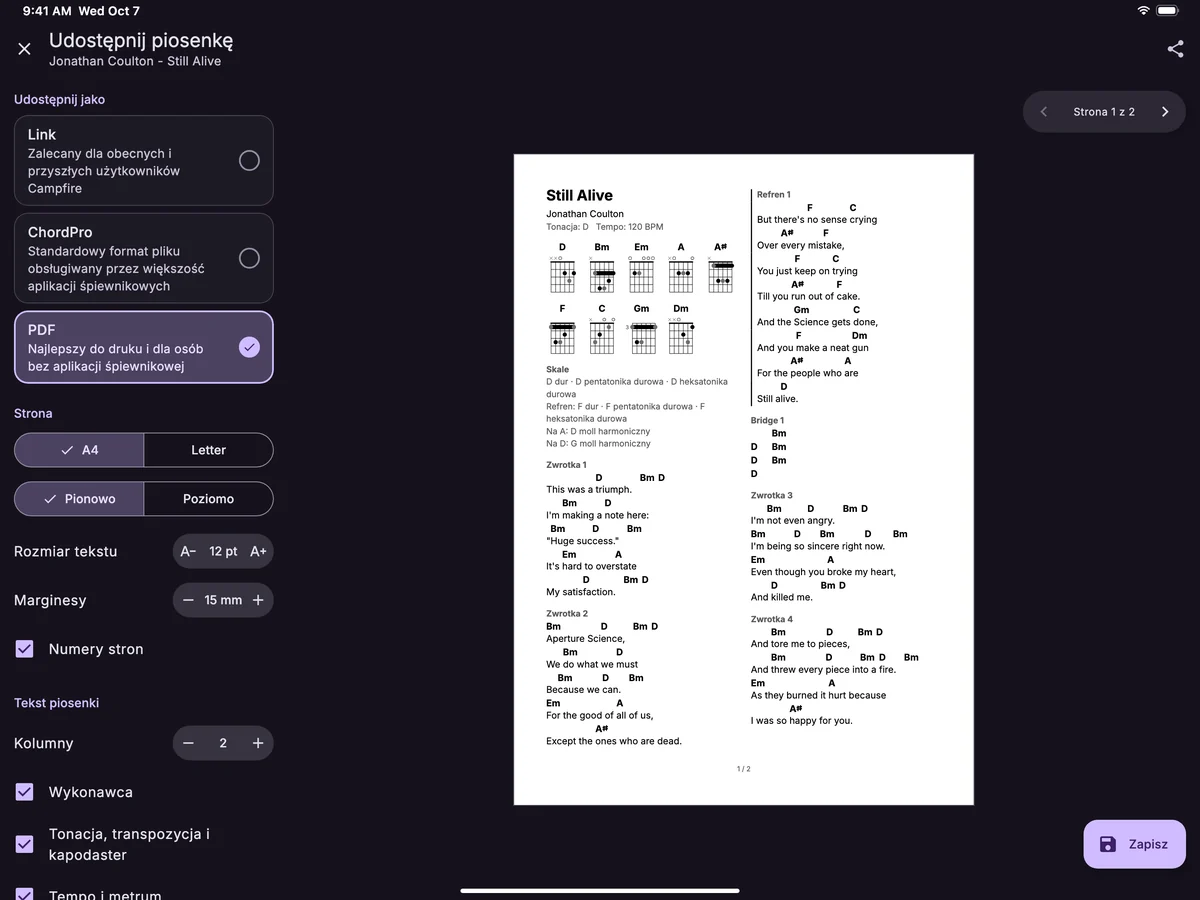 9:41 AM Wed Oct 7
Udostępnij piosenkę
Jonathan Coulton - Still Alive
Udostępnij jako
Link
Zalecany dla obecnych i
przyszłych użytkowników
Campfire
ChordPro
Standardowy format pliku
obsługiwany przez większość
aplikacji śpiewnikowych
PDF
Najlepszy do druku i dla osób
bez aplikacji śpiewnikowej
Strona
A4 Letter
Pionowo Poziomo
Rozmiar tekstu A− 12 pt A+
Marginesy − 15 mm +
Numery stron
Tekst piosenki
Kolumny − 2 +
Wykonawca
Tonacja, transpozycja i
kapodaster
Tempo i metrum
Strona 1 z 2
Still Alive
Jonathan Coulton
Tonacja: D Tempo: 120 BPM
D Bm Em A A#
F C Gm Dm
3
Skale
D dur · D pentatonika durowa · D heksatonika
durowa
Refren: F dur · F pentatonika durowa · F
heksatonika durowa
Na A: D moll harmoniczny
Na D: G moll harmoniczny
Zwrotka 1
D Bm D
This was a triumph.
Bm D
I'm making a note here:
Bm D Bm
"Huge success."
Em A
It's hard to overstate
D Bm D
My satisfaction.
Zwrotka 2
Bm D Bm D
Aperture Science,
Bm D
We do what we must
Bm D Bm
Because we can.
Em A
For the good of all of us,
A#
Except the ones who are dead.
Refren 1
F C
But there's no sense crying
A# F
Over every mistake,
F C
You just keep on trying
A# F
Till you run out of cake.
Gm C
And the Science gets done,
F Dm
And you make a neat gun
A# A
For the people who are
D
Still alive.
Bridge 1
Bm
D Bm
D Bm
D
Zwrotka 3
Bm D Bm D
I'm not even angry.
Bm D Bm D Bm
I'm being so sincere right now.
Em A
Even though you broke my heart,
D Bm D
And killed me.
Zwrotka 4
Bm D Bm D
And tore me to pieces,
Bm D Bm D Bm
And threw every piece into a fire.
Em A
As they burned it hurt because
A#
I was so happy for you.
1 / 2
Zapisz